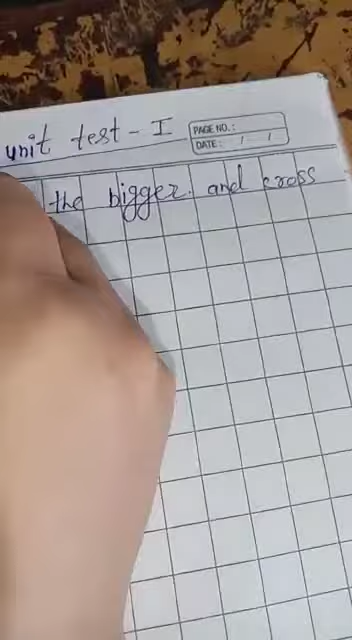 unit test - I
PAGE NO.:
DATE: / /
the bigger. and cross